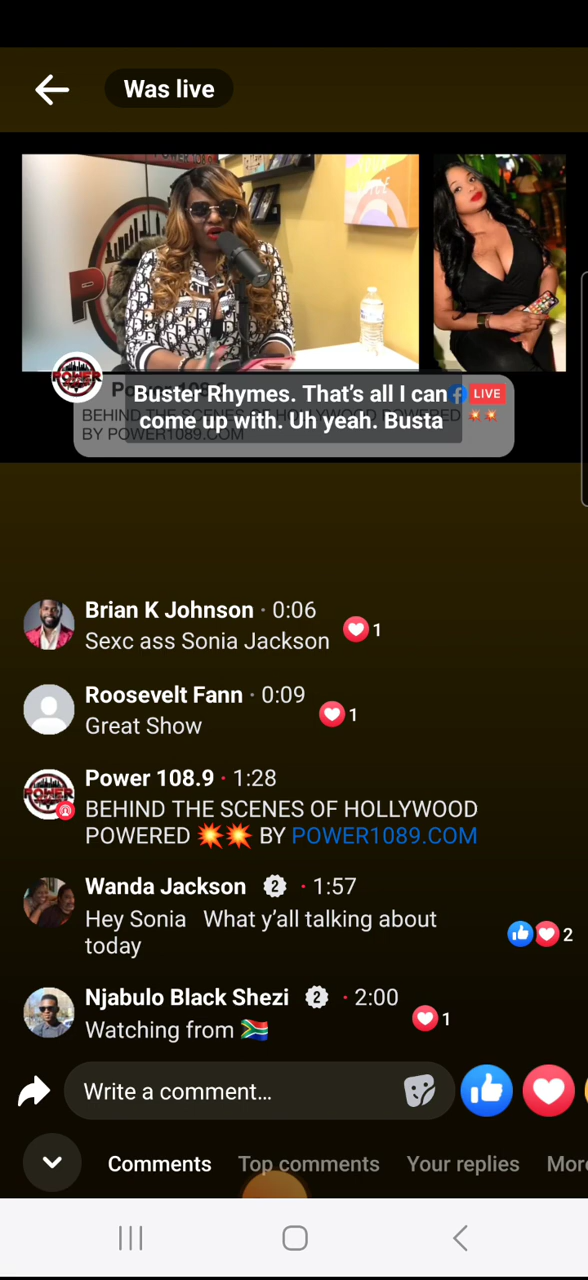 Was live
POWER
Buster Rhymes. That's all I can
LIVE
BEHIND THE SCENES OF HOLLYWOOD POWERED 💥💥
come up with. Uh yeah. Busta
BY POWER1089.COM
Brian K Johnson · 0:06
Sexc ass Sonia Jackson
1
Roosevelt Fann · 0:09
Great Show
1
Power 108.9 · 1:28
BEHIND THE SCENES OF HOLLYWOOD
POWERED 💥💥 BY POWER1089.COM
Wanda Jackson 2 · 1:57
Hey Sonia   What y'all talking about
today
2
Njabulo Black Shezi 2 · 2:00
Watching from 🇿🇦
1
Write a comment...
Comments Top comments Your replies